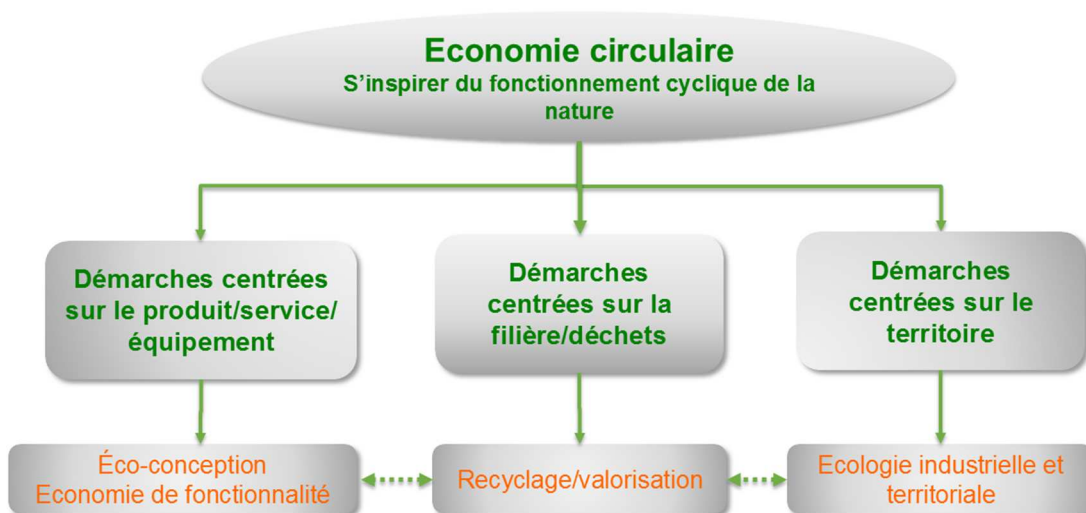 Economie circulaire
S’inspirer du fonctionnement cyclique de la
nature
Démarches centrées
sur le produit/service/
équipement
Démarches
centrées sur la
filière/déchets
Démarches
centrées sur le
territoire
Éco-conception
Economie de fonctionnalité
Recyclage/valorisation
Ecologie industrielle et
territoriale